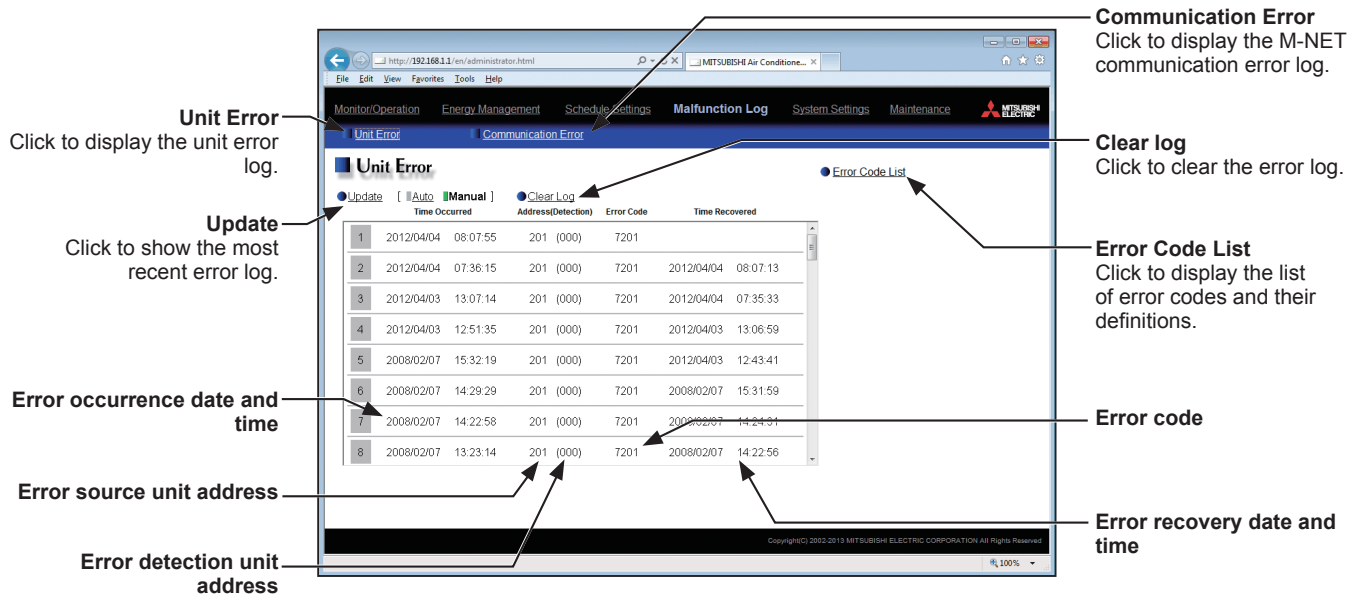 Communication Error
Click to display the M-NET
communication error log.
Unit Error
Click to display the unit error
log.
Update
Click to show the most
recent error log.
Error occurrence date and
time
Error source unit address
Error detection unit
address
http://192.168.1.1/en/administrator.html
MITSUBISHI Air Conditione...
File Edit View Favorites Tools Help
Monitor/Operation Energy Management Schedule Settings Malfunction Log System Settings Maintenance MITSUBISHI ELECTRIC
Unit Error Communication Error
Unit Error
Error Code List
Update [ Auto Manual ] Clear Log
Time Occurred Address(Detection) Error Code Time Recovered
1 2012/04/04 08:07:55 201 (000) 7201
2 2012/04/04 07:36:15 201 (000) 7201 2012/04/04 08:07:13
3 2012/04/03 13:07:14 201 (000) 7201 2012/04/04 07:35:33
4 2012/04/03 12:51:35 201 (000) 7201 2012/04/03 13:06:59
5 2008/02/07 15:32:19 201 (000) 7201 2012/04/03 12:43:41
6 2008/02/07 14:29:29 201 (000) 7201 2008/02/07 15:31:59
7 2008/02/07 14:22:58 201 (000) 7201 2008/02/07 14:24:31
8 2008/02/07 13:23:14 201 (000) 7201 2008/02/07 14:22:56
Copyright(C) 2002-2013 MITSUBISHI ELECTRIC CORPORATION All Rights Reserved
100%
Clear log
Click to clear the error log.
Error Code List
Click to display the list
of error codes and their
definitions.
Error code
Error recovery date and
time